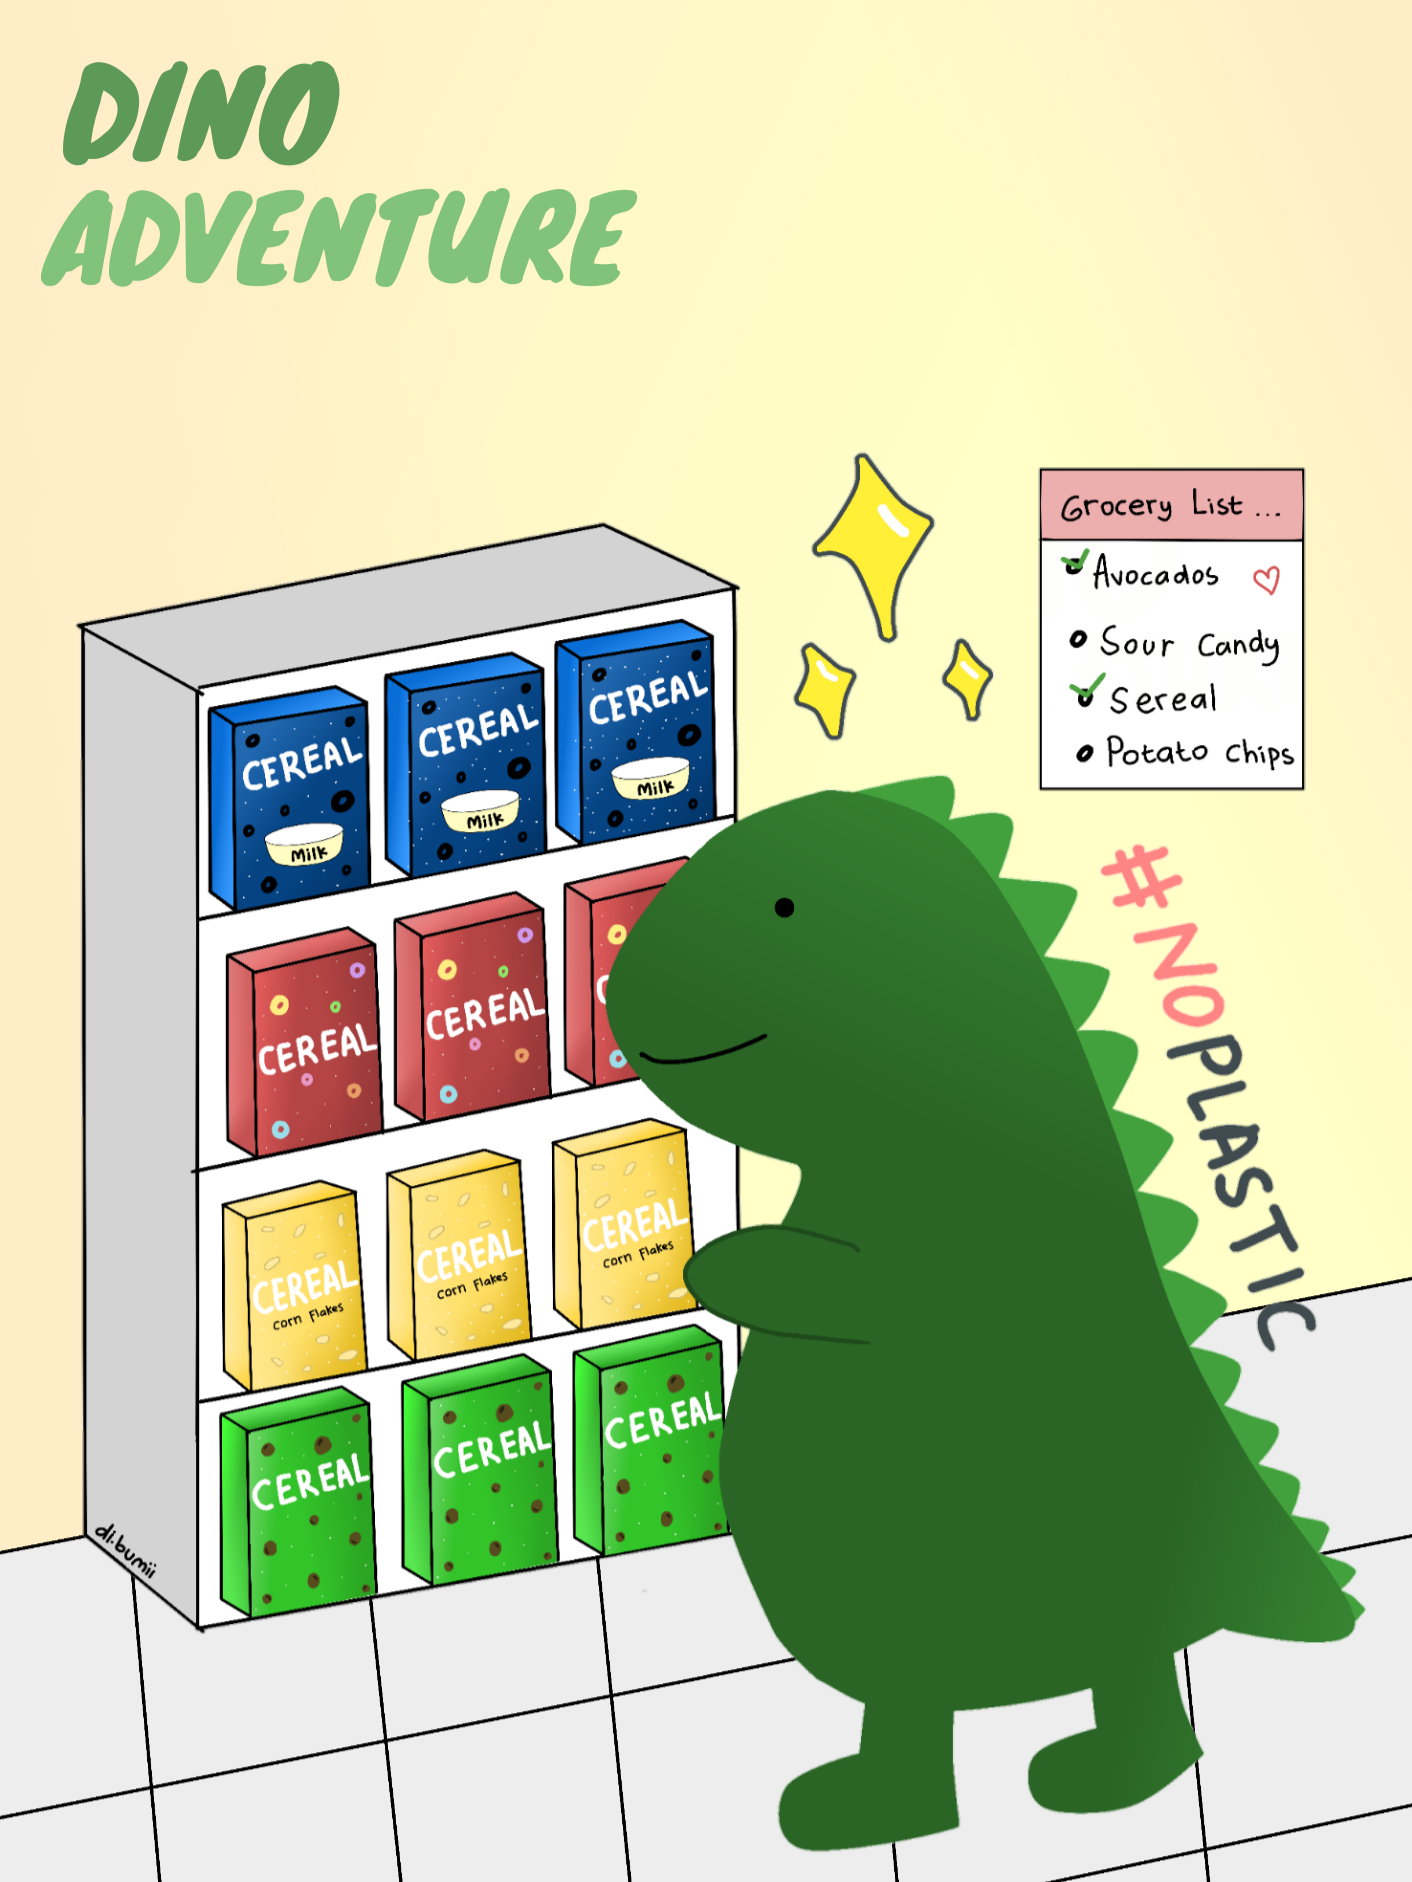 DINO
ADVENTURE
Grocery List ...
Avocados
Sour Candy
Sereal
Potato Chips
#NOPLASTIC
CEREAL
Milk
CEREAL
Milk
CEREAL
Milk
CEREAL
CEREAL
C
CEREAL
corn Flakes
CEREAL
corn Flakes
CEREAL
corn Flakes
CEREAL
CEREAL
CEREAL
di.bumii